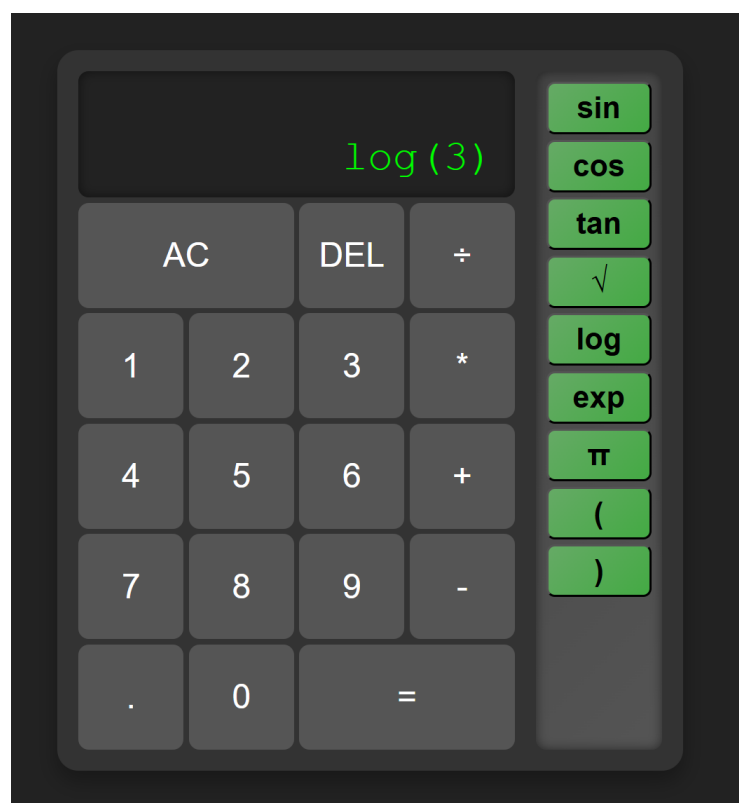 log(3)
AC DEL ÷
1 2 3 *
4 5 6 +
7 8 9 -
. 0 =
sin
cos
tan
√
log
exp
π
(
)